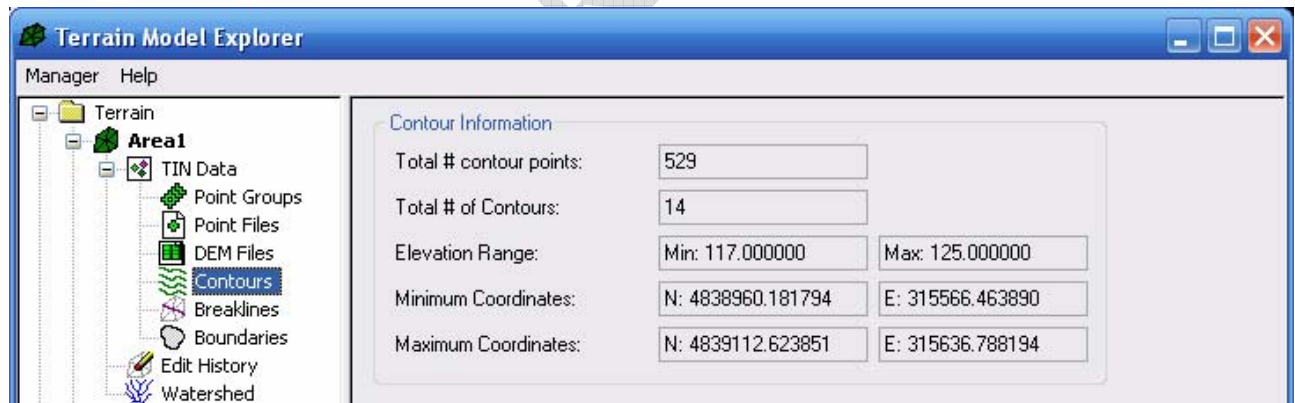 Terrain Model Explorer
Manager Help
Terrain
Area1
TIN Data
Point Groups
Point Files
DEM Files
Contours
Breaklines
Boundaries
Edit History
Watershed
Contour Information
Total # contour points: 529
Total # of Contours: 14
Elevation Range: Min: 117.000000 Max: 125.000000
Minimum Coordinates: N: 4838960.181794 E: 315566.463890
Maximum Coordinates: N: 4839112.623851 E: 315636.788194